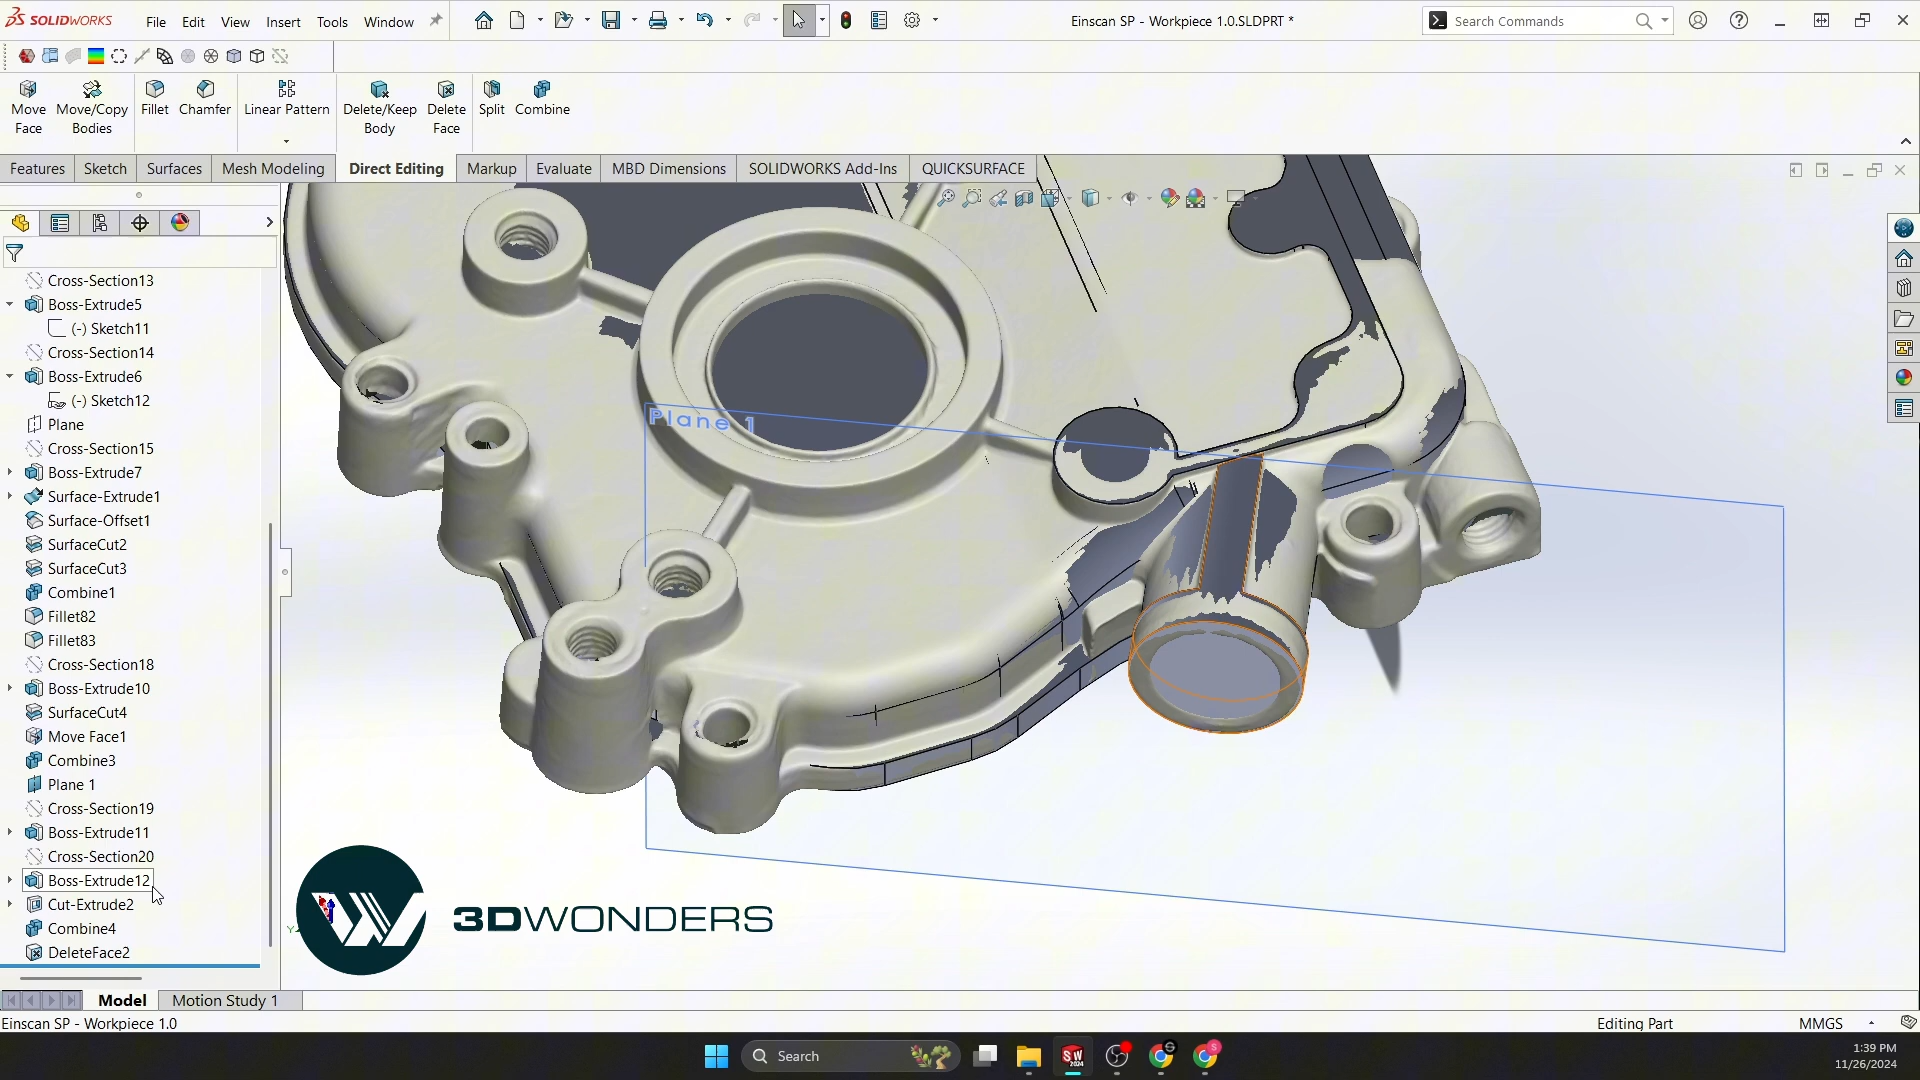 SOLIDWORKS File Edit View Insert Tools Window
Einscan SP - Workpiece 1.0.SLDPRT *
Search Commands
Move Face
Move/Copy Bodies
Fillet
Chamfer
Linear Pattern
Delete/Keep Body
Delete Face
Split
Combine
Features Sketch Surfaces Mesh Modeling Direct Editing Markup Evaluate MBD Dimensions SOLIDWORKS Add-Ins QUICKSURFACE
Cross-Section13
Boss-Extrude5
(-) Sketch11
Cross-Section14
Boss-Extrude6
(-) Sketch12
Plane
Cross-Section15
Boss-Extrude7
Surface-Extrude1
Surface-Offset1
SurfaceCut2
SurfaceCut3
Combine1
Fillet82
Fillet83
Cross-Section18
Boss-Extrude10
SurfaceCut4
Move Face1
Combine3
Plane 1
Cross-Section19
Boss-Extrude11
Cross-Section20
Boss-Extrude12
Cut-Extrude2
Combine4
DeleteFace2
Plane 1
3DWONDERS
Model Motion Study 1
Einscan SP - Workpiece 1.0
Editing Part
MMGS
Search
SW
2024
1:39 PM
11/26/2024